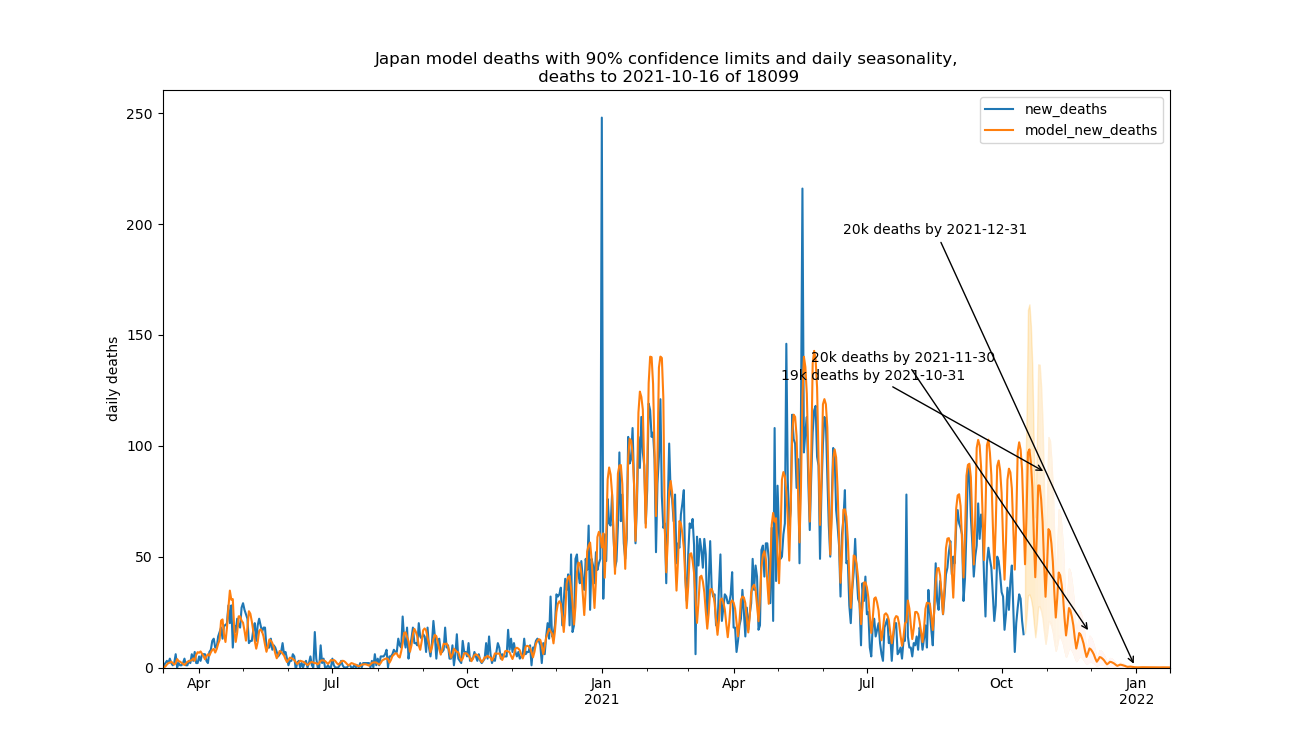 Japan model deaths with 90% confidence limits and daily seasonality,
deaths to 2021-10-16 of 18099
new_deaths
model_new_deaths
250
200
150
100
50
0
daily deaths
20k deaths by 2021-12-31
20k deaths by 2021-11-30
19k deaths by 2021-10-31
Apr
Jul
Oct
Jan
2021
Apr
Jul
Oct
Jan
2022